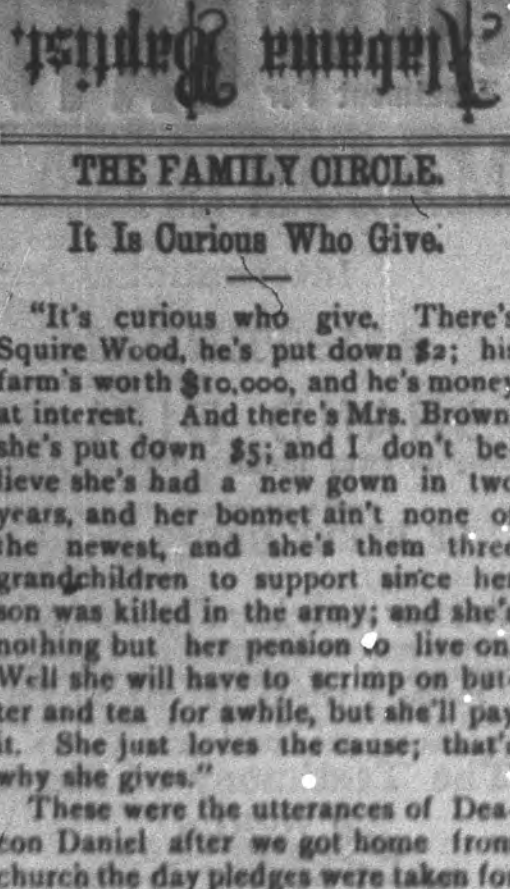 Alabama Baptist.
THE FAMILY CIRCLE.
It Is Curious Who Give.
"It's curious who give. There's
Squire Wood, he's put down $2; his
farm's worth $10,000, and he's money
at interest. And there's Mrs. Brown,
she's put down $5; and I don't be-
lieve she's had a new gown in two
years, and her bonnet ain't none of
the newest, and she's them three
grandchildren to support since her
son was killed in the army; and she's
nothing but her pension to live on.
Well she will have to scrimp on but-
ter and tea for awhile, but she'll pay
it. She just loves the cause; that's
why she gives."
These were the utterances of Dea-
con Daniel after we got home from
church the day pledges were taken for